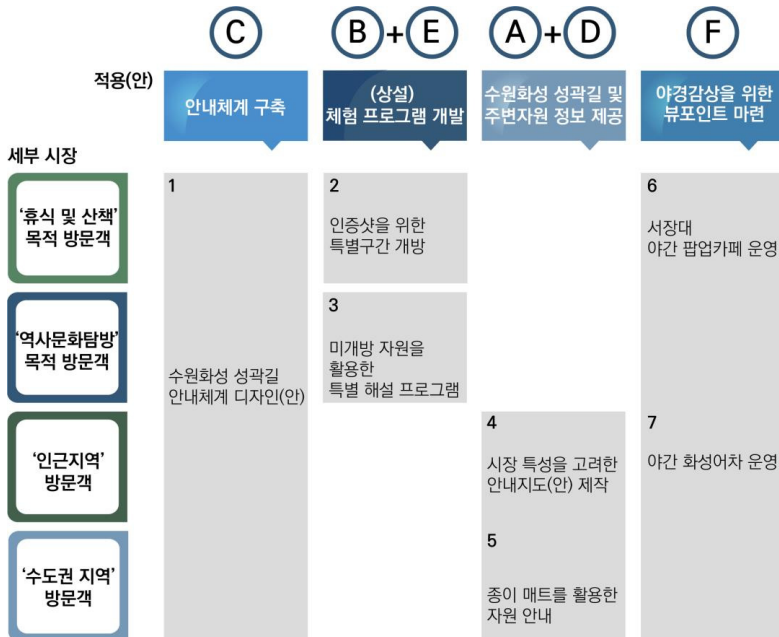 C
B+E
A+D
F
적용(안)
안내체계 구축
(상설)
체험 프로그램 개발
수원화성 성곽길 및
주변자원 정보 제공
야경감상을 위한
뷰포인트 마련
세부 시장
'휴식 및 산책'
목적 방문객
1
2
인증샷을 위한
특별구간 개방
6
서장대
야간 팝업카페 운영
'역사문화탐방'
목적 방문객
수원화성 성곽길
안내체계 디자인(안)
3
미개방 자원을
활용한
특별 해설 프로그램
'인근지역'
방문객
4
시장 특성을 고려한
안내지도(안) 제작
7
야간 화성어차 운영
'수도권 지역'
방문객
5
종이 매트를 활용한
자원 안내